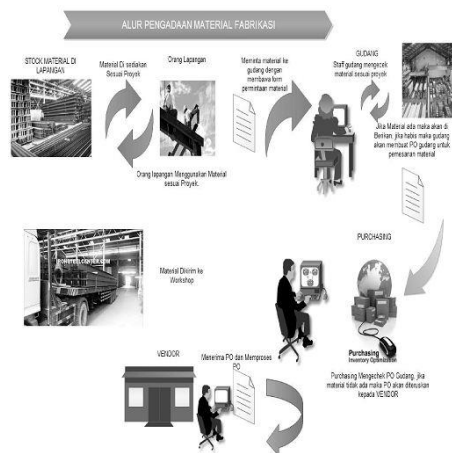 ALUR PENGADAAN MATERIAL FABRIKASI
STOCK MATERIAL DI
LAPANGAN
Material Di sediakan
Sesuai Proyek
Orang Lapangan
Meminta material ke
gudang dengan
membawa form
permintaan material
GUDANG
Staff gudang mengecek
material sesuai proyek
Orang lapangan Menggunakan Material
sesuai Proyek.
Jika Material ada maka akan di
Berikan, jika habis maka gudang
akan membuat PO gudang untuk
pemesanan material
PURCHASING
Material Dikirim ke
Workshop
Purchasing
Inventory Optimization
Purchasing Mengechek PO Gudang, jika
material tidak ada maka PO akan diteruskan
kepada VENDOR
VENDOR
Menerima PO dan Memproses
PO